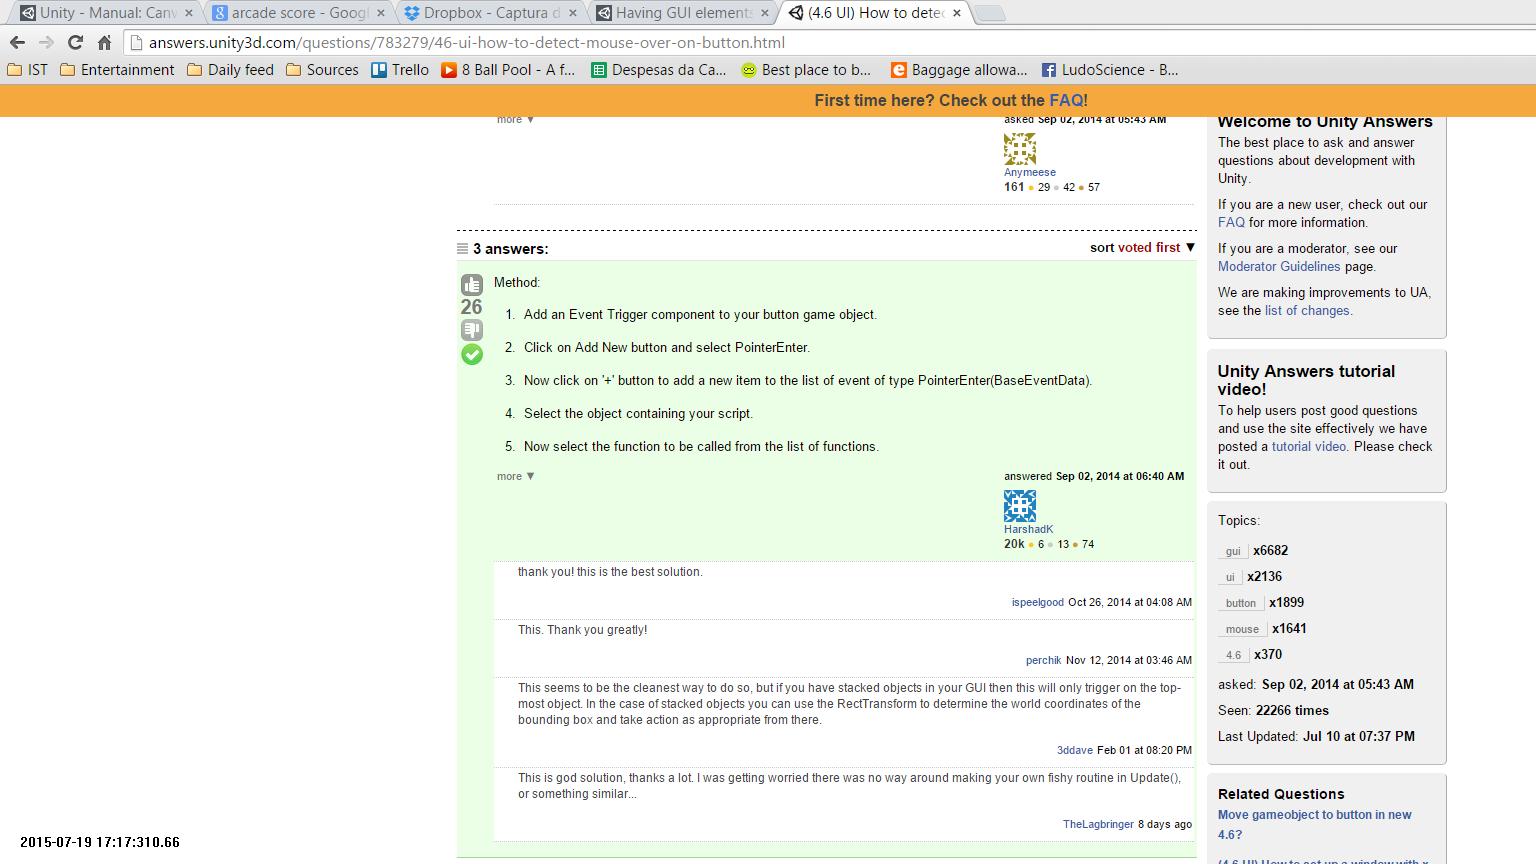 Unity - Manual: Canv
arcade score - Googl
Dropbox - Captura d
Having GUI elements
(4.6 UI) How to detec
answers.unity3d.com/questions/783279/46-ui-how-to-detect-mouse-over-on-button.html
IST
Entertainment
Daily feed
Sources
Trello
8 Ball Pool - A f...
Despesas da Ca...
Best place to b...
Baggage allowa...
LudoScience - B...
First time here? Check out the FAQ!
more ▼
asked Sep 02, 2014 at 05:43 AM
Anymeese
161 ● 29 ● 42 ● 57
3 answers:
sort voted first ▼
26
Method:
1. Add an Event Trigger component to your button game object.
2. Click on Add New button and select PointerEnter.
3. Now click on '+' button to add a new item to the list of event of type PointerEnter(BaseEventData).
4. Select the object containing your script.
5. Now select the function to be called from the list of functions.
more ▼
answered Sep 02, 2014 at 06:40 AM
HarshadK
20k ● 6 ● 13 ● 74
thank you! this is the best solution.
ispeelgood Oct 26, 2014 at 04:08 AM
This. Thank you greatly!
perchik Nov 12, 2014 at 03:46 AM
This seems to be the cleanest way to do so, but if you have stacked objects in your GUI then this will only trigger on the top-
most object. In the case of stacked objects you can use the RectTransform to determine the world coordinates of the
bounding box and take action as appropriate from there.
3ddave Feb 01 at 08:20 PM
This is god solution, thanks a lot. I was getting worried there was no way around making your own fishy routine in Update(),
or something similar...
TheLagbringer 8 days ago
Welcome to Unity Answers
The best place to ask and answer
questions about development with
Unity.
If you are a new user, check out our
FAQ for more information.
If you are a moderator, see our
Moderator Guidelines page.
We are making improvements to UA,
see the list of changes.
Unity Answers tutorial
video!
To help users post good questions
and use the site effectively we have
posted a tutorial video. Please check
it out.
Topics:
gui x6682
ui x2136
button x1899
mouse x1641
4.6 x370
asked: Sep 02, 2014 at 05:43 AM
Seen: 22266 times
Last Updated: Jul 10 at 07:37 PM
Related Questions
Move gameobject to button in new
4.6?
(4.6 UI) How to set up a window with x
2015-07-19 17:17:310.66